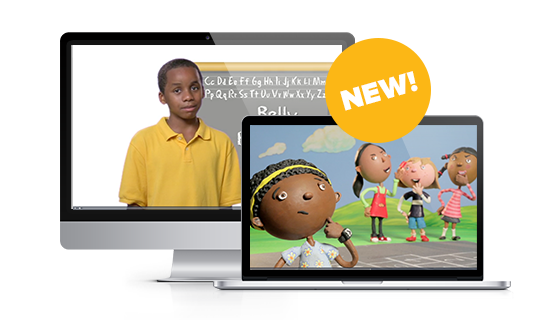 Cc Dd Ee Ff Gg Hh Ii Jj Kk Ll Mm
Pp Qq Rr Ss Tt Uu Vv Ww Xx Yy Zz
Belly
NEW!